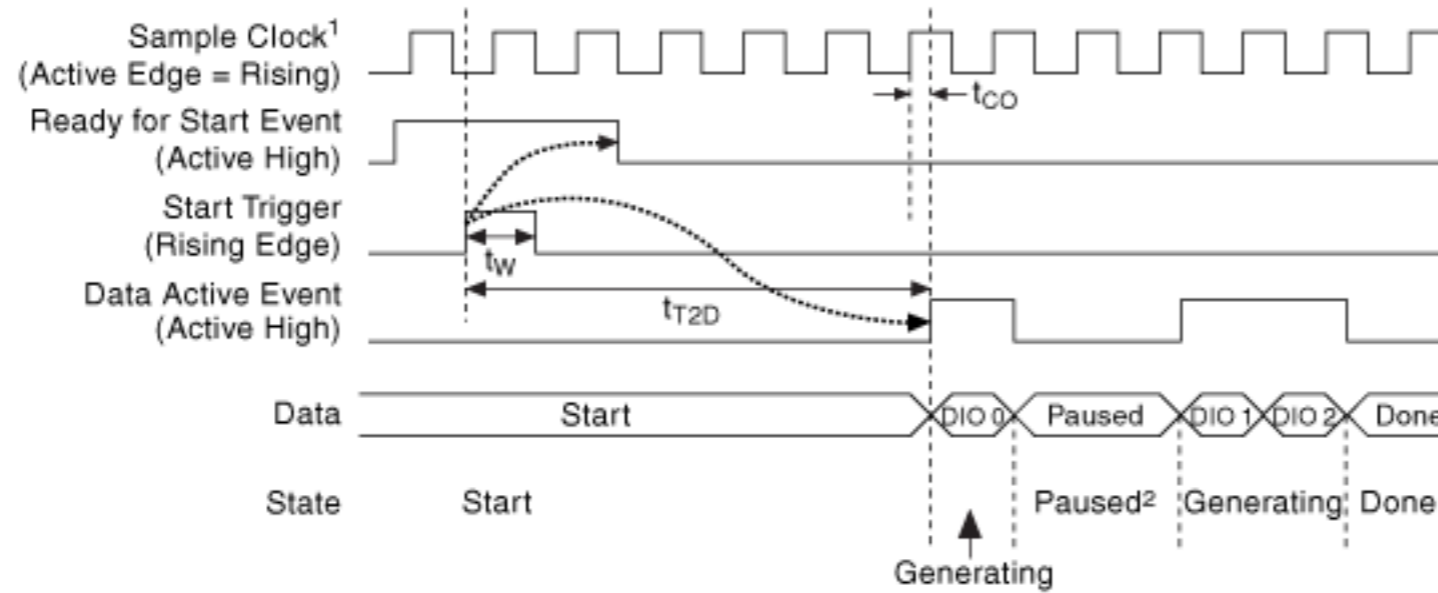 Sample Clock¹
(Active Edge = Rising)
tCO
Ready for Start Event
(Active High)
Start Trigger
(Rising Edge)
tW
Data Active Event
(Active High)
tT2D
Data Start DIO 0 Paused DIO 1 DIO 2 Done
State Start Paused² Generating Done
Generating